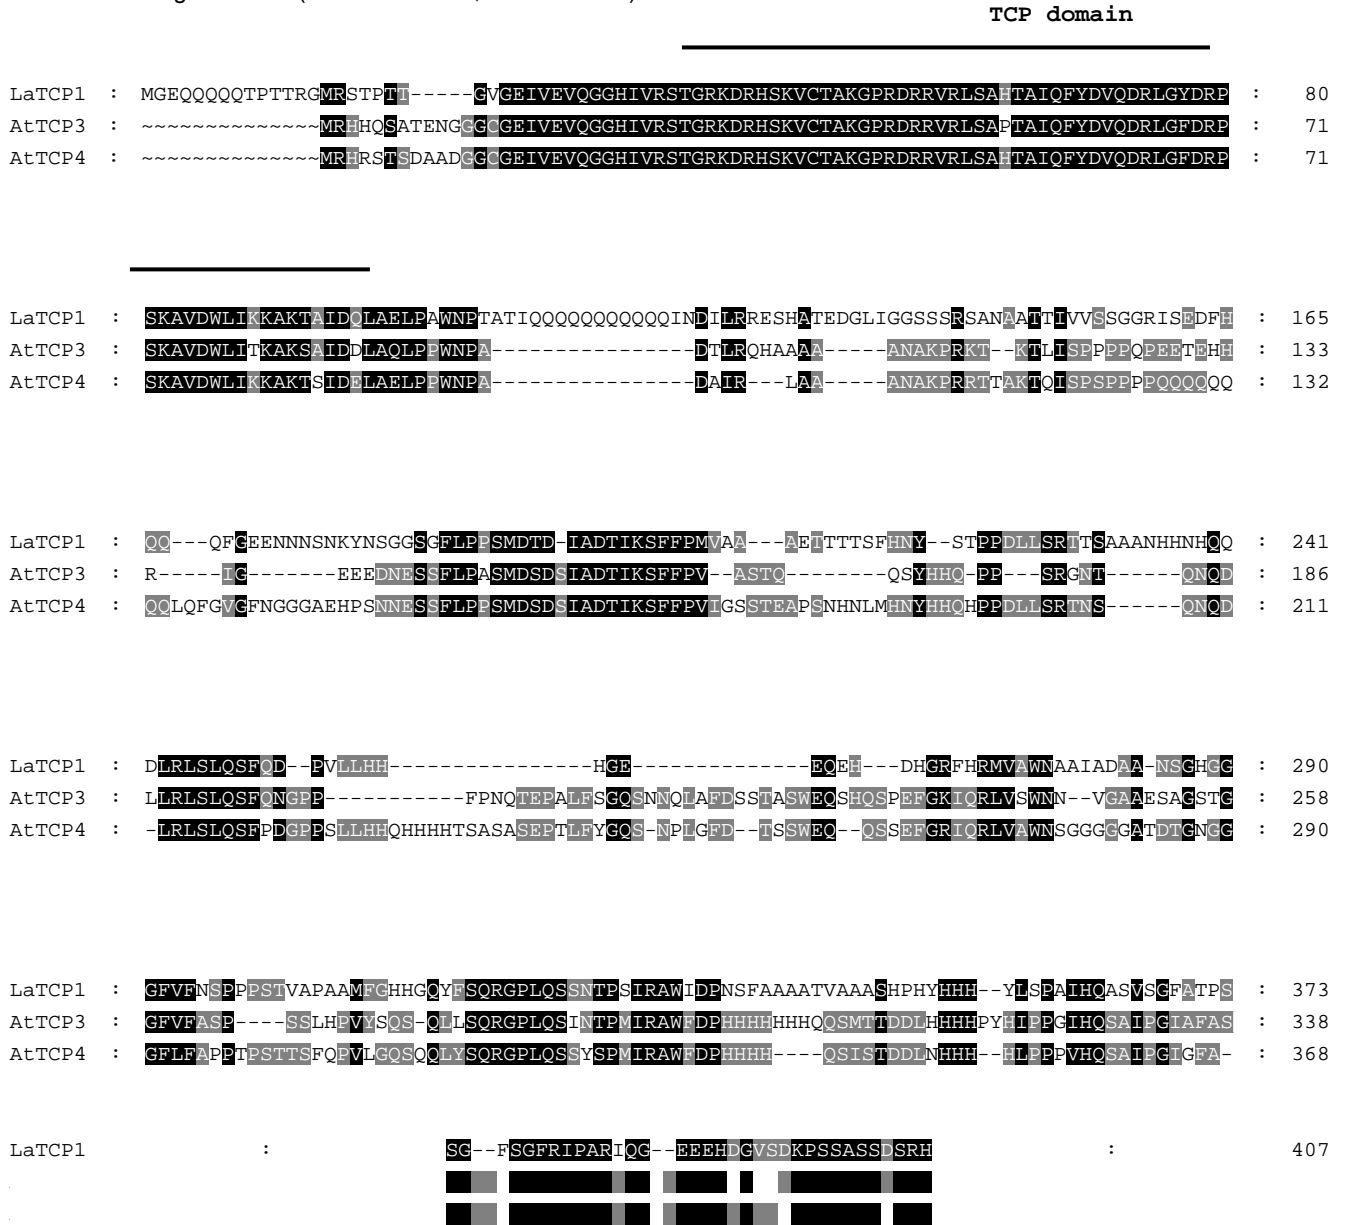 TCP domain
LaTCP1 : MGEQQQQQTPTTRGMRSTPTT-----GVGEIVEVQGGHIVRSTGRKDRHSKVCTAKGPRDRRVRLSAHTAIQFYDVQDRLGYDRP : 80
AtTCP3 : ~~~~~~~~~~~~~~MRHHQSATENGGGCGEIVEVQGGHIVRSTGRKDRHSKVCTAKGPRDRRVRLSAPTAIQFYDVQDRLGFDRP : 71
AtTCP4 : ~~~~~~~~~~~~~~MRHRSTSDAADGGCGEIVEVQGGHIVRSTGRKDRHSKVCTAKGPRDRRVRLSAHTAIQFYDVQDRLGFDRP : 71
LaTCP1 : SKAVDWLIKKAKTAIDQLAELPAWNPTATIQQQQQQQQQQQINDILRRESHATEDGLIGGSSSRSANAATTIVVSSGGRISEDFH : 165
AtTCP3 : SKAVDWLITKAKSAIDDLAQLPPWNPA----------------DTLRQHAAAA-----ANAKPRKT--KTLISPPPPQPEETEHH : 133
AtTCP4 : SKAVDWLIKKAKTSIDELAELPPWNPA----------------DAIR---LAA-----ANAKPRRTTAKTQISPSPPPPQQQQQQ : 132
LaTCP1 : QQ---QFGEENNNSNKYNSGGSGFLPPSMDTD-IADTIKSFFPMVAA---AETTTTSFHNY--STPPDLLSRTTSAAANHHNHQQ : 241
AtTCP3 : R-----IG-------EEEDNESSFLPASMDSDSIADTIKSFFPV--ASTQ--------QSYHHQ-PP---SRGNT------QNQD : 186
AtTCP4 : QQLQFGVGFNGGGAEHPSNNESSFLPPSMDSDSIADTIKSFFPVIGSSTEAPSNHNLMHNYHHQHPPDLLSRTNS------QNQD : 211
LaTCP1 : DLRLSLQSFQD--PVLLHH----------------HGE--------------EQEH---DHGRFHRMVAWNAAIADAA-NSGHGG : 290
AtTCP3 : LLRLSLQSFQNGPP-----------FPNQTEPALFSGQSNNQLAFDSSTASWEQSHQSPEFGKIQRLVSWNN--VGAAESAGSTG : 258
AtTCP4 : -LRLSLQSFPDGPPSLLHHQHHHHTSASASEPTLFYGQS-NPLGFD--TSSWEQ--QSSEFGRIQRLVAWNSGGGGGATDTGNGG : 290
LaTCP1 : GFVFNSPPPSTVAPAAMFGHHGQYFSQRGPLQSSNTPSIRAWIDPNSFAAAATVAAASHPHYHHH--YLSPAIHQASVSGFATPS : 373
AtTCP3 : GFVFASP----SSLHPVYSQS-QLLSQRGPLQSINTPMIRAWFDPHHHHHHHQQSMTTDDLHHHHPYHIPPGIHQSAIPGIAFAS : 338
AtTCP4 : GFLFAPPTPSTTSFQPVLGQSQQLYSQRGPLQSSYSPMIRAWFDPHHHH----QSISTDDLNHHH--HLPPPVHQSAIPGIGFA- : 368
LaTCP1 : SG--FSGFRIPARIQG--EEEHDGVSDKPSSASSDSRH : 407